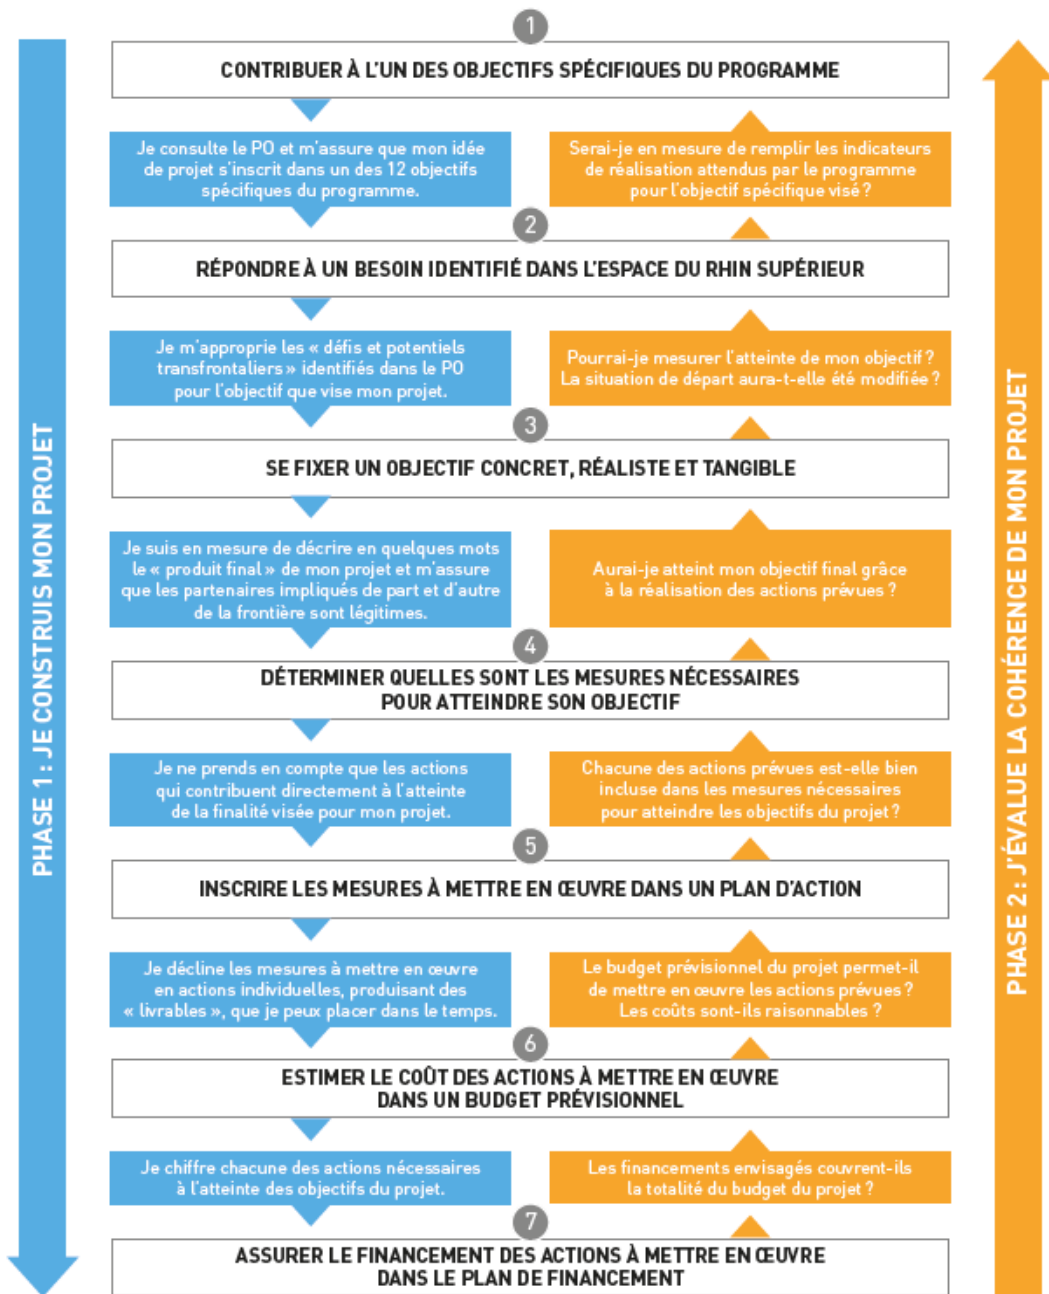 1
CONTRIBUER À L'UN DES OBJECTIFS SPÉCIFIQUES DU PROGRAMME
Je consulte le PO et m'assure que mon idée
de projet s'inscrit dans un des 12 objectifs
spécifiques du programme.
Serai-je en mesure de remplir les indicateurs
de réalisation attendus par le programme
pour l'objectif spécifique visé ?
2
RÉPONDRE À UN BESOIN IDENTIFIÉ DANS L'ESPACE DU RHIN SUPÉRIEUR
Je m'approprie les « défis et potentiels
transfrontaliers » identifiés dans le PO
pour l'objectif que vise mon projet.
Pourrai-je mesurer l'atteinte de mon objectif ?
La situation de départ aura-t-elle été modifiée ?
3
SE FIXER UN OBJECTIF CONCRET, RÉALISTE ET TANGIBLE
Je suis en mesure de décrire en quelques mots
le « produit final » de mon projet et m'assure
que les partenaires impliqués de part et d'autre
de la frontière sont légitimes.
Aurai-je atteint mon objectif final grâce
à la réalisation des actions prévues ?
4
DÉTERMINER QUELLES SONT LES MESURES NÉCESSAIRES
POUR ATTEINDRE SON OBJECTIF
Je ne prends en compte que les actions
qui contribuent directement à l'atteinte
de la finalité visée pour mon projet.
Chacune des actions prévues est-elle bien
incluse dans les mesures nécessaires
pour atteindre les objectifs du projet ?
5
INSCRIRE LES MESURES À METTRE EN ŒUVRE DANS UN PLAN D'ACTION
Je décline les mesures à mettre en œuvre
en actions individuelles, produisant des
« livrables », que je peux placer dans le temps.
Le budget prévisionnel du projet permet-il
de mettre en œuvre les actions prévues ?
Les coûts sont-ils raisonnables ?
6
ESTIMER LE COÛT DES ACTIONS À METTRE EN ŒUVRE
DANS UN BUDGET PRÉVISIONNEL
Je chiffre chacune des actions nécessaires
à l'atteinte des objectifs du projet.
Les financements envisagés couvrent-ils
la totalité du budget du projet ?
7
ASSURER LE FINANCEMENT DES ACTIONS À METTRE EN ŒUVRE
DANS LE PLAN DE FINANCEMENT
PHASE 1 : JE CONSTRUIS MON PROJET
PHASE 2 : J'ÉVALUE LA COHÉRENCE DE MON PROJET